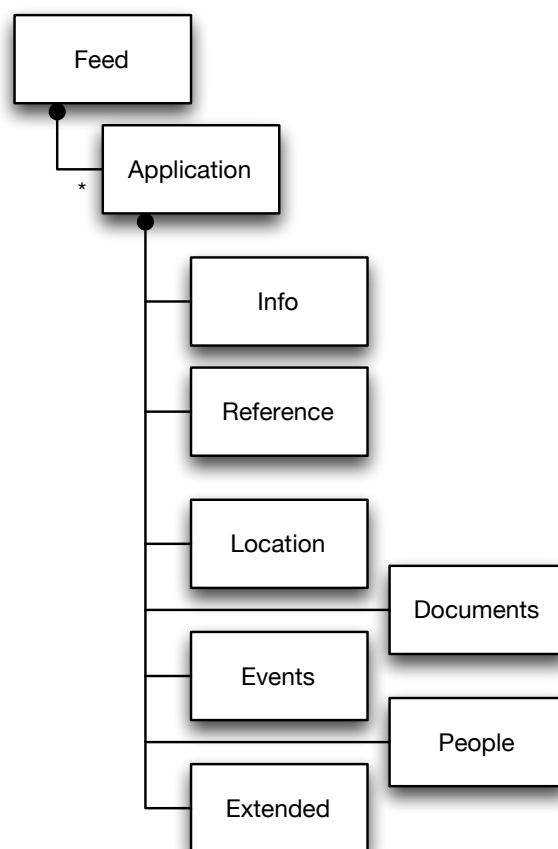 Feed
Application
*
Info
Reference
Location
Documents
Events
People
Extended